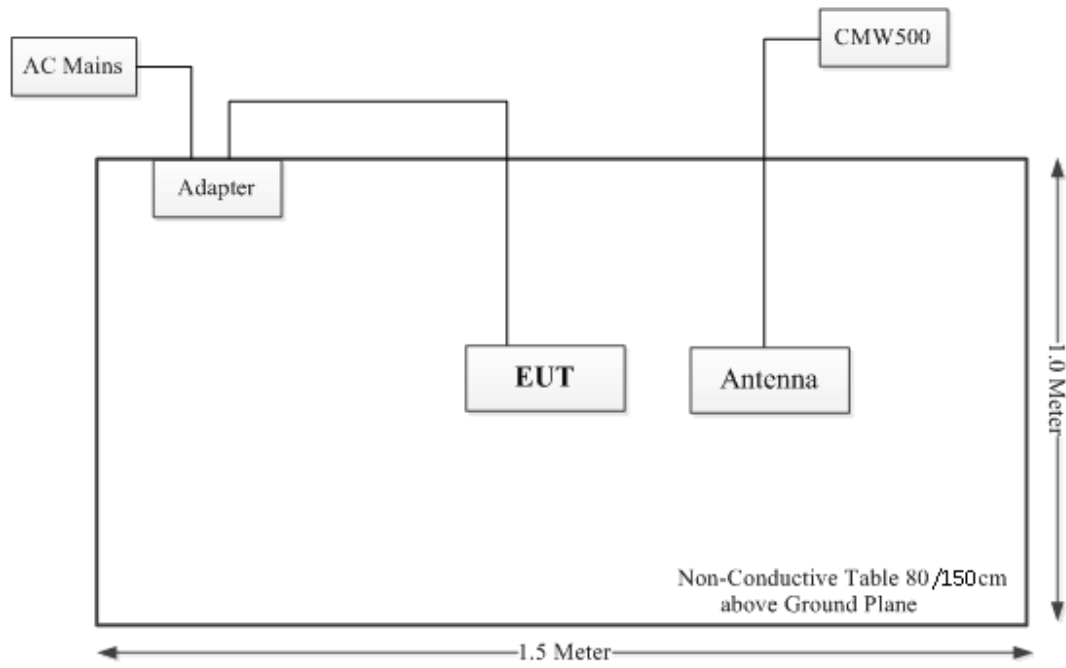 AC Mains
CMW500
Adapter
EUT
Antenna
1.0 Meter
Non-Conductive Table 80/150cm
above Ground Plane
1.5 Meter